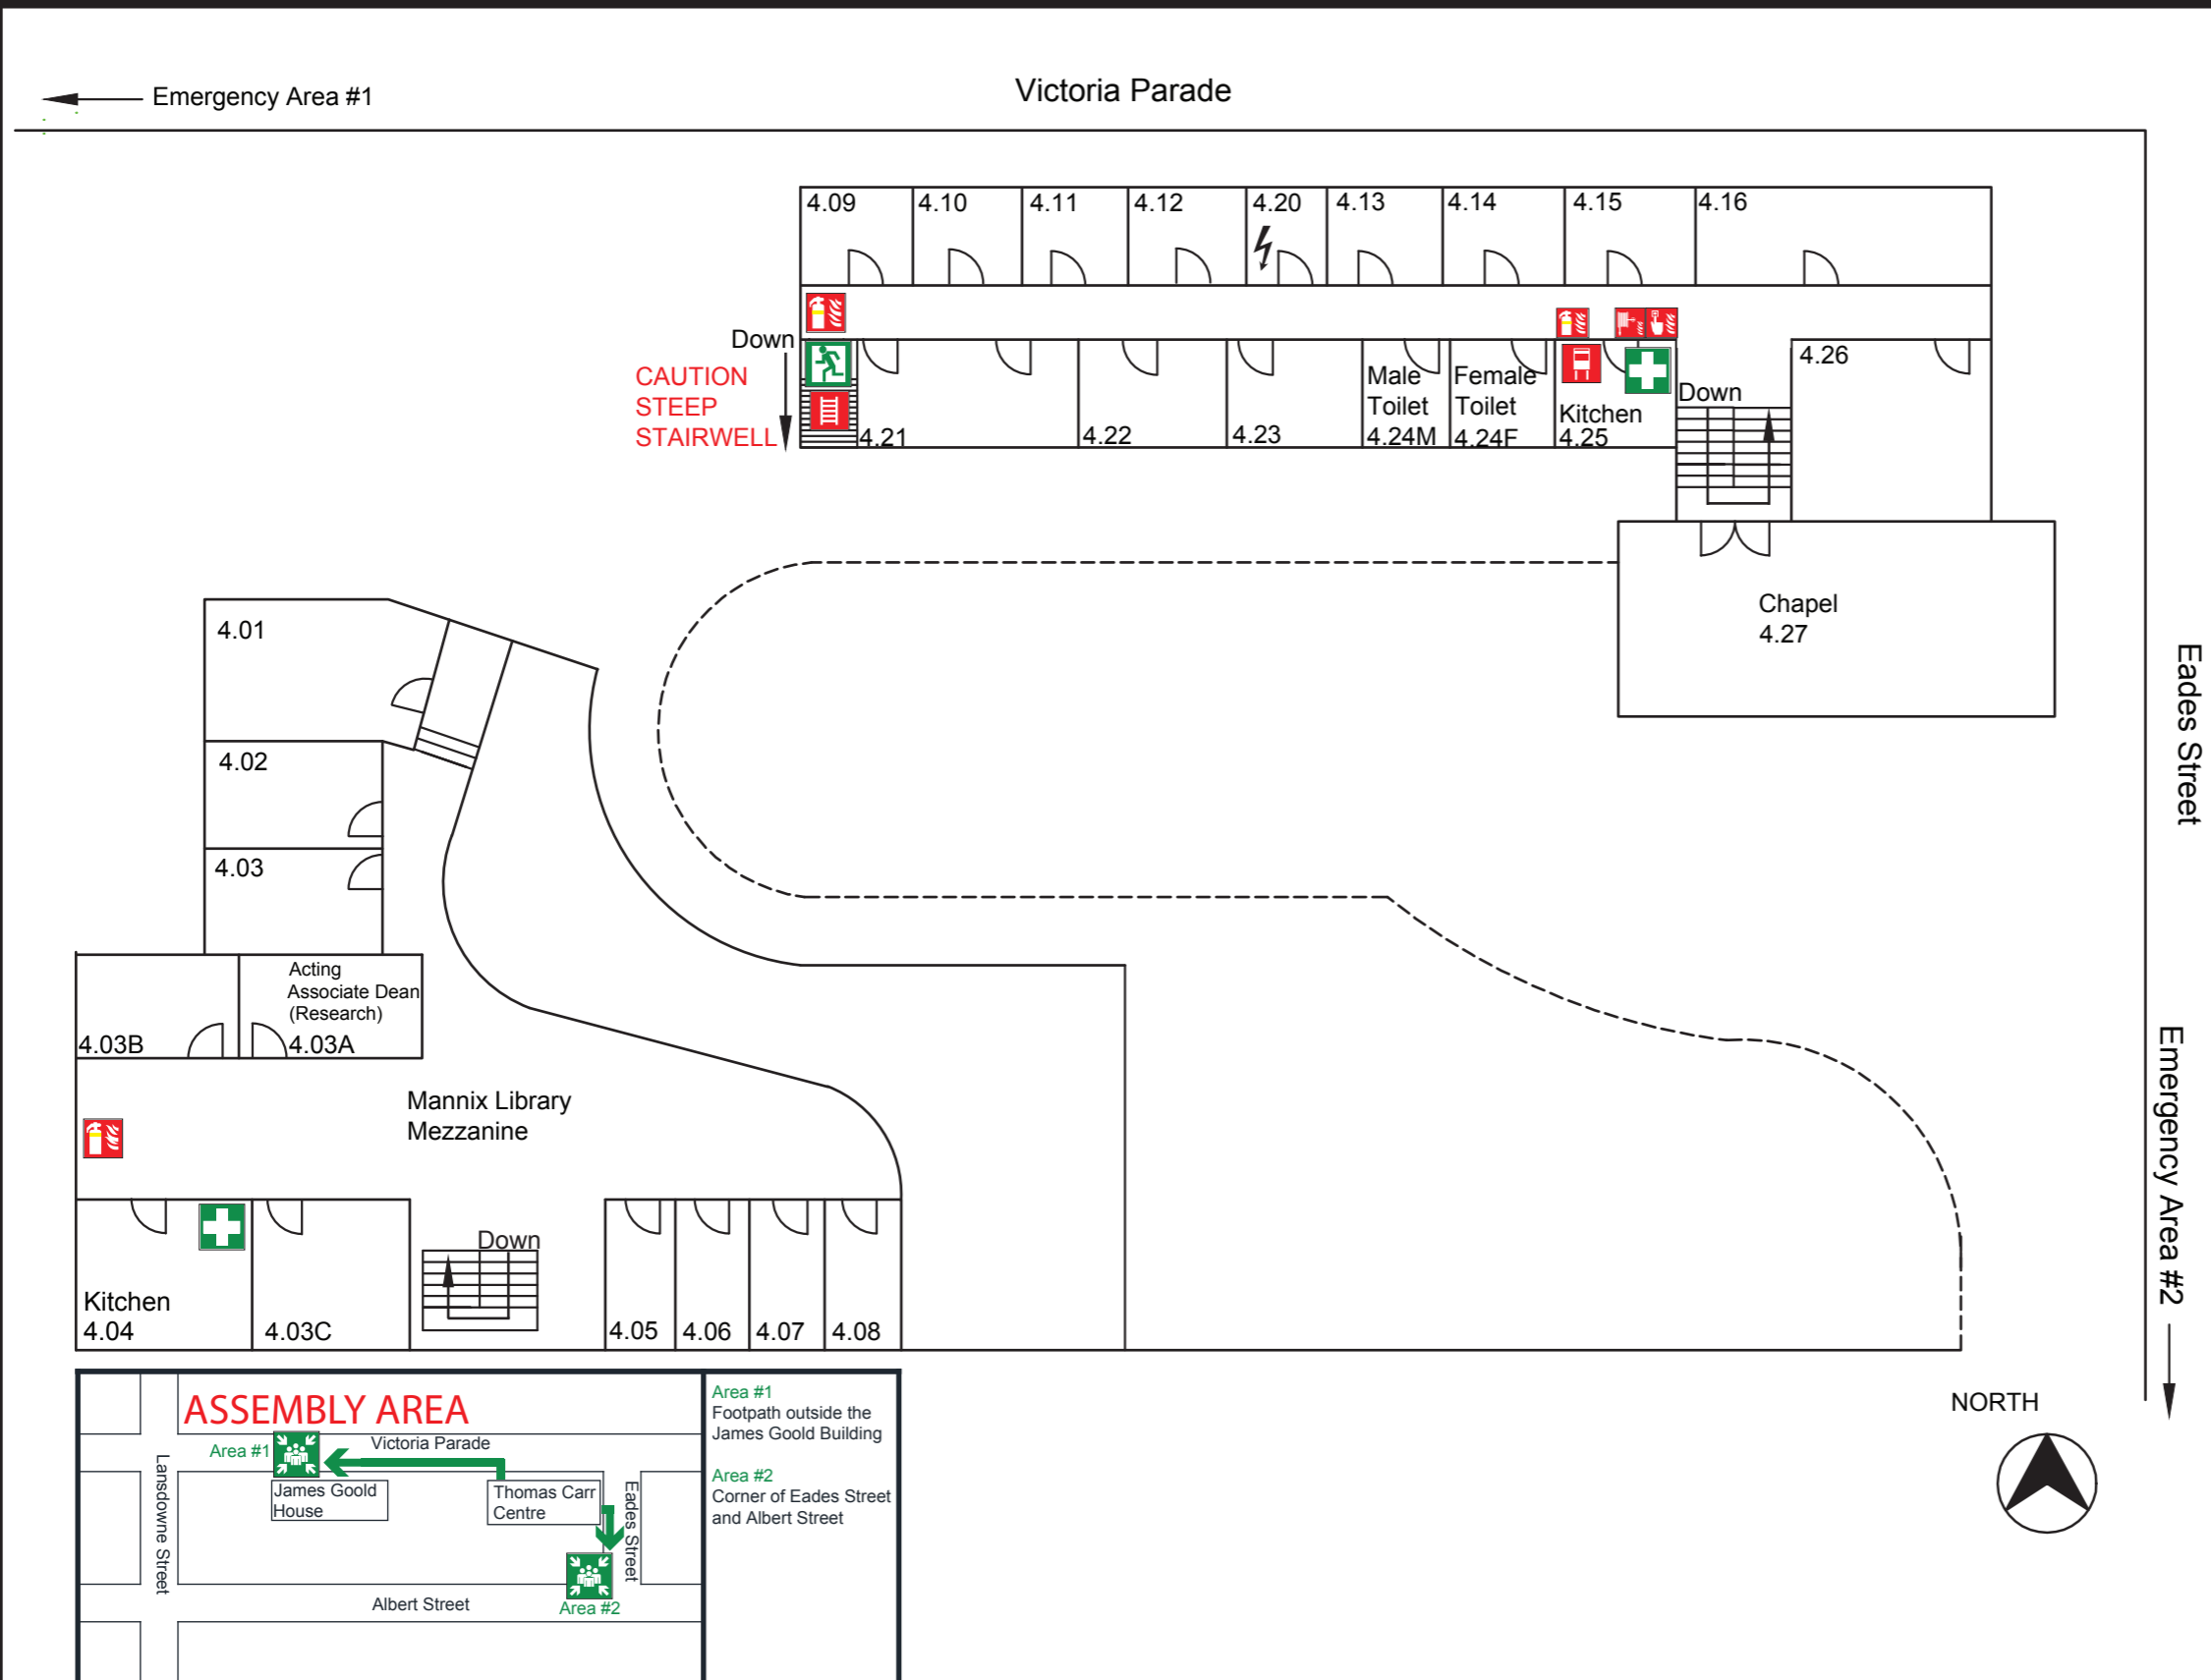 Emergency Area #1
Victoria Parade
4.09
4.10
4.11
4.12
4.20
4.13
4.14
4.15
4.16
Down
CAUTION
STEEP
STAIRWELL
4.21
4.22
4.23
Male
Toilet
4.24M
Female
Toilet
4.24F
Kitchen
4.25
Down
4.26
Chapel
4.27
Eades Street
Emergency Area #2
4.01
4.02
4.03
4.03B
Acting
Associate Dean
(Research)
4.03A
Mannix Library
Mezzanine
Kitchen
4.04
4.03C
Down
4.05
4.06
4.07
4.08
NORTH
ASSEMBLY AREA
Area #1
Victoria Parade
Lansdowne Street
James Goold
House
Thomas Carr
Centre
Eades Street
Albert Street
Area #2
Area #1
Footpath outside the
James Goold Building
Area #2
Corner of Eades Street
and Albert Street